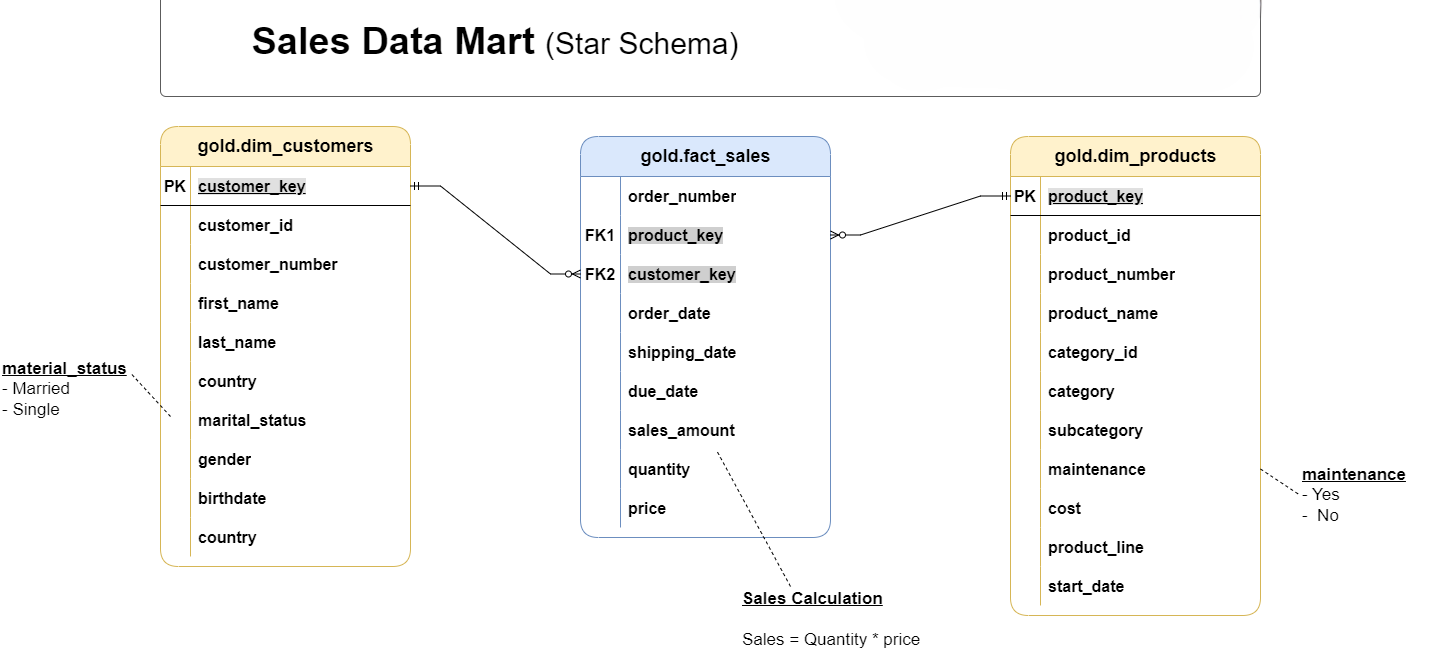 Sales Data Mart (Star Schema)
gold.dim_customers
PK customer_key
customer_id
customer_number
first_name
last_name
country
marital_status
gender
birthdate
country
material_status
- Married
- Single
gold.fact_sales
order_number
FK1 product_key
FK2 customer_key
order_date
shipping_date
due_date
sales_amount
quantity
price
Sales Calculation
Sales = Quantity * price
gold.dim_products
PK product_key
product_id
product_number
product_name
category_id
category
subcategory
maintenance
cost
product_line
start_date
maintenance
- Yes
- No